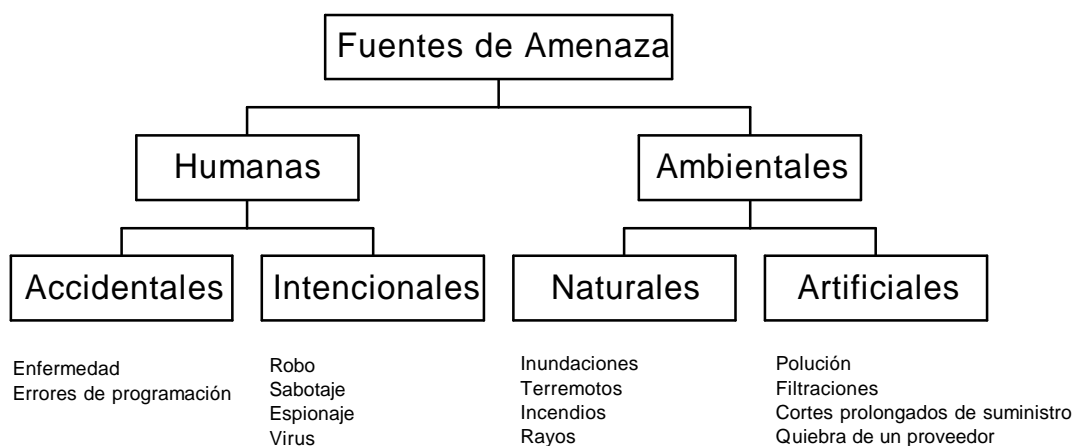 Fuentes de Amenaza
Humanas
Ambientales
Accidentales
Intencionales
Naturales
Artificiales
Enfermedad
Errores de programación
Robo
Sabotaje
Espionaje
Virus
Inundaciones
Terremotos
Incendios
Rayos
Polución
Filtraciones
Cortes prolongados de suministro
Quiebra de un proveedor